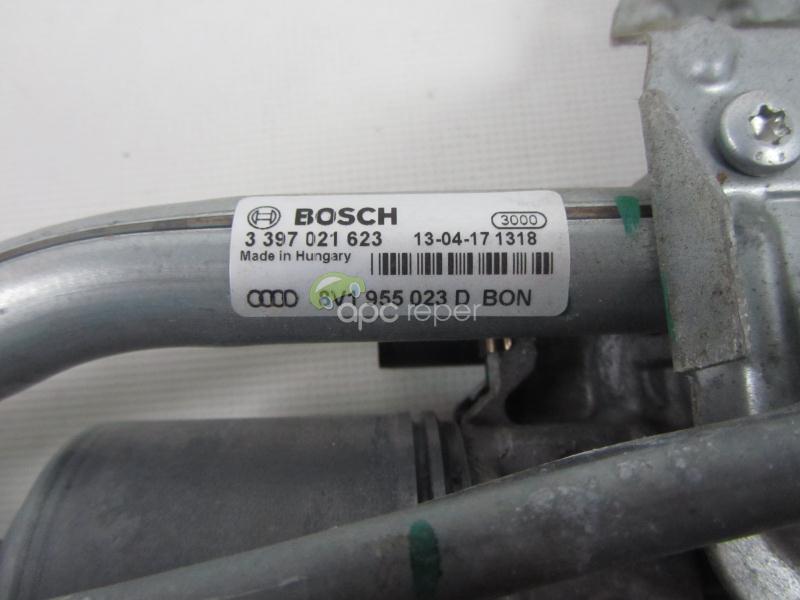 BOSCH 3000
3 397 021 623 13-04-17 1318
Made in Hungary
8V1 955 023 D BON
apc reper